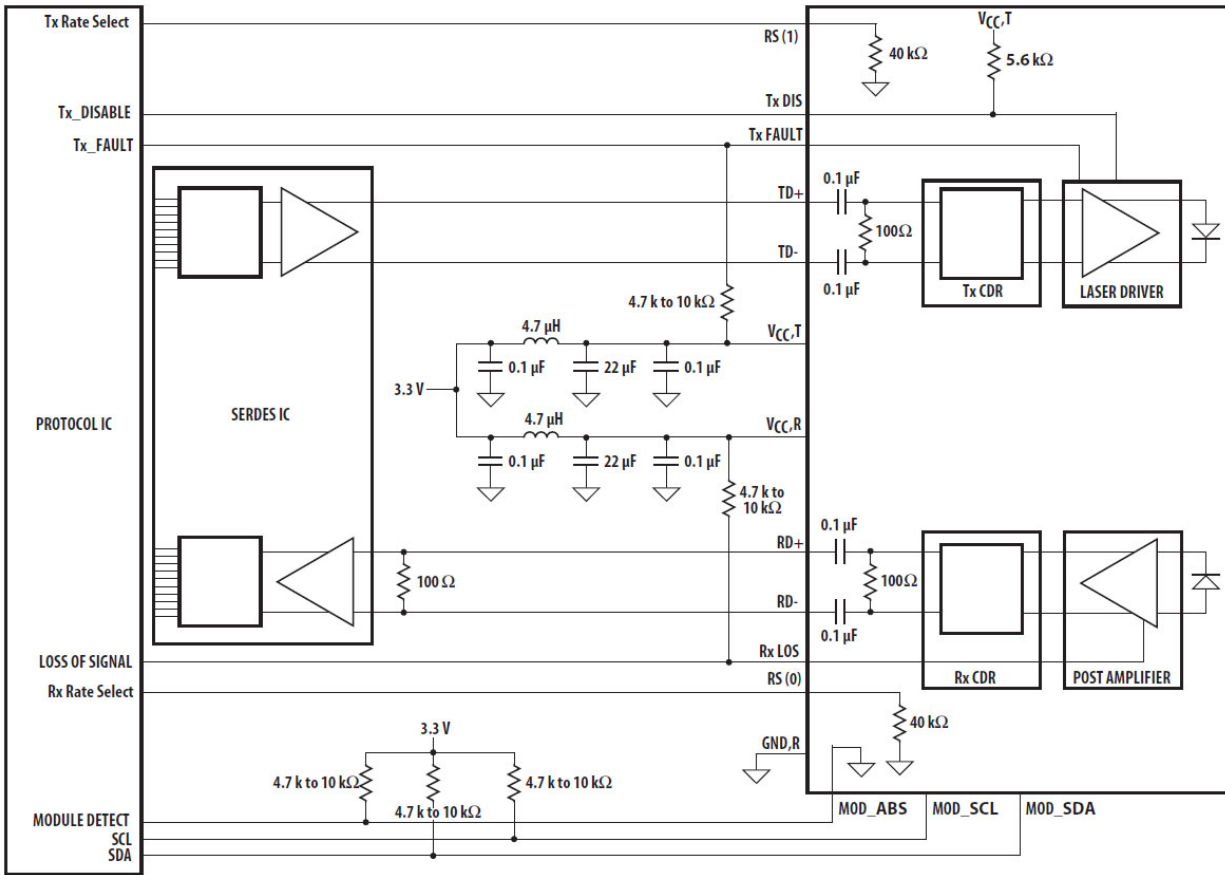 Tx Rate Select
RS (1)
40 kΩ
VCC,T
5.6 kΩ
Tx_DISABLE
Tx DIS
Tx_FAULT
Tx FAULT
TD+
0.1 µF
100Ω
TD-
0.1 µF
Tx CDR
LASER DRIVER
4.7 k to 10 kΩ
4.7 µH
VCC,T
0.1 µF
22 µF
0.1 µF
3.3 V
PROTOCOL IC
SERDES IC
4.7 µH
VCC,R
0.1 µF
22 µF
0.1 µF
4.7 k to
10 kΩ
RD+
0.1 µF
100 Ω
100Ω
RD-
0.1 µF
LOSS OF SIGNAL
Rx LOS
Rx CDR
POST AMPLIFIER
Rx Rate Select
RS (0)
40 kΩ
3.3 V
GND,R
4.7 k to 10 kΩ
4.7 k to 10 kΩ
4.7 k to 10 kΩ
MODULE DETECT
MOD_ABS
MOD_SCL
MOD_SDA
SCL
SDA